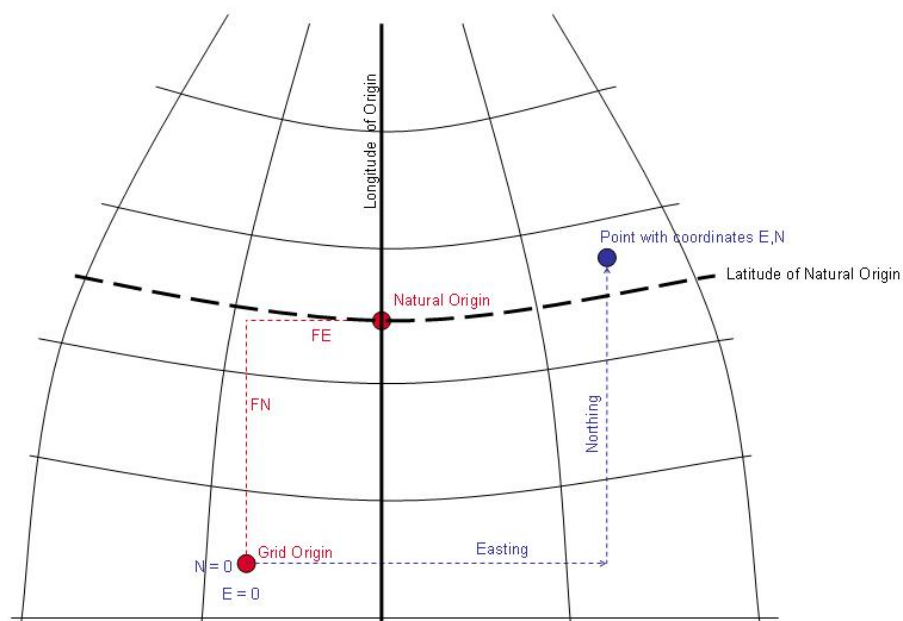 Longitude of Origin
Point with coordinates E,N
Latitude of Natural Origin
Natural Origin
FE
FN
Northing
Grid Origin
Easting
N = 0
E = 0